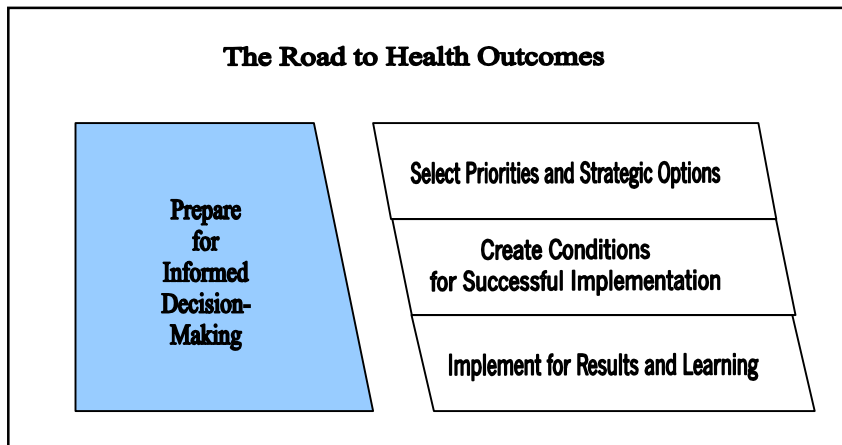 The Road to Health Outcomes
Prepare
for
Informed
Decision-
Making
Select Priorities and Strategic Options
Create Conditions
for Successful Implementation
Implement for Results and Learning